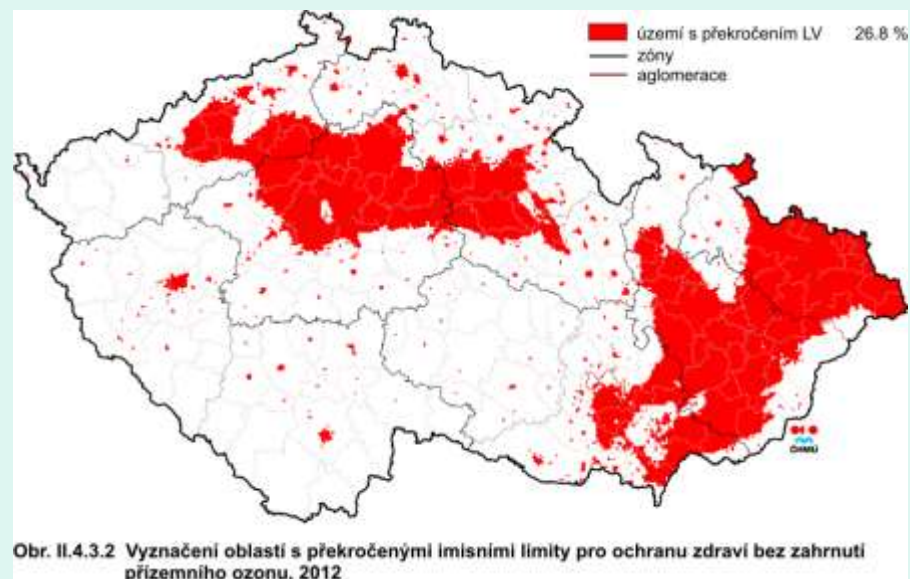 území s překročením LV 26.8 %
zóny
aglomerace
ČHMÚ
Obr. II.4.3.2 Vyznačení oblastí s překročenými imisními limity pro ochranu zdraví bez zahrnutí
přízemního ozonu, 2012